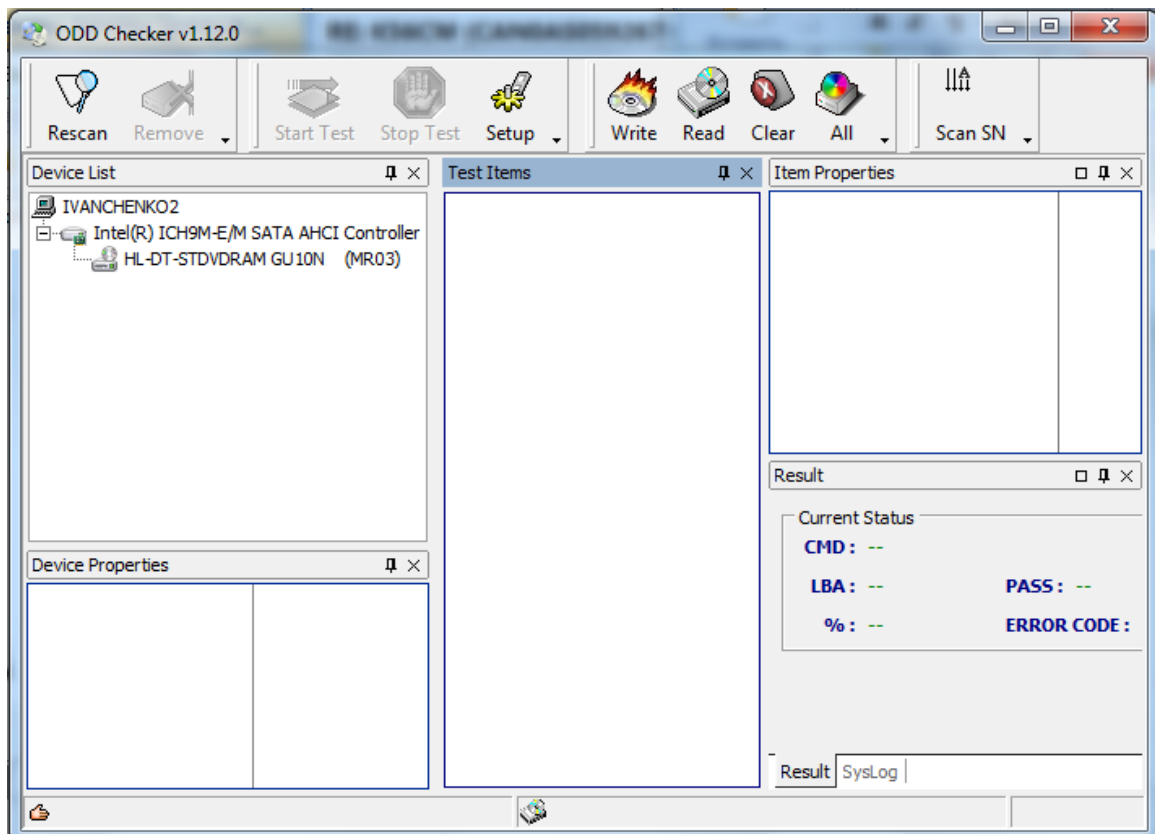 ODD Checker v1.12.0
Rescan Remove Start Test Stop Test Setup Write Read Clear All Scan SN
Device List
IVANCHENKO2
Intel(R) ICH9M-E/M SATA AHCI Controller
HL-DT-STDVDRAM GU10N (MR03)
Device Properties
Test Items
Item Properties
Result
Current Status
CMD : --
LBA : -- PASS : --
% : -- ERROR CODE :
Result SysLog